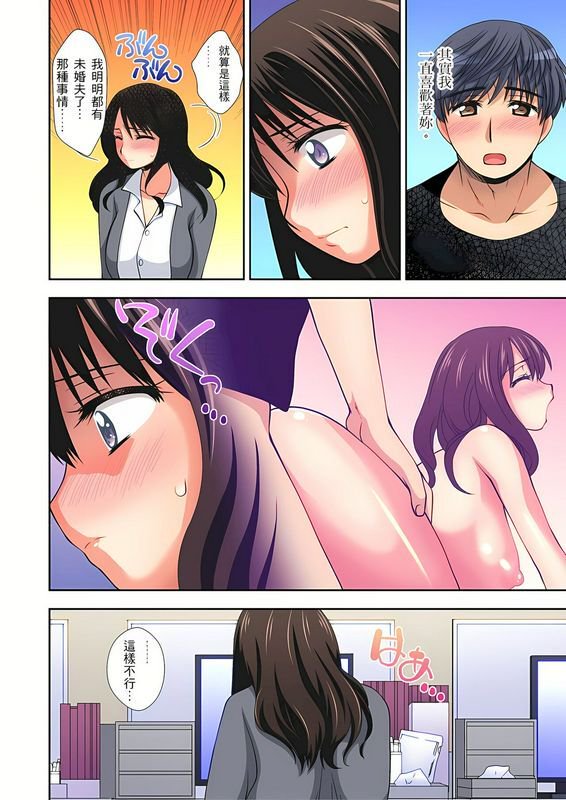 其實我
一直喜歡著妳。
……
就算是這樣
ぶん
ぶん
我明明都有
未婚夫了…
那種事情……
ぞくっ…
はぁ…
……
這樣不行…